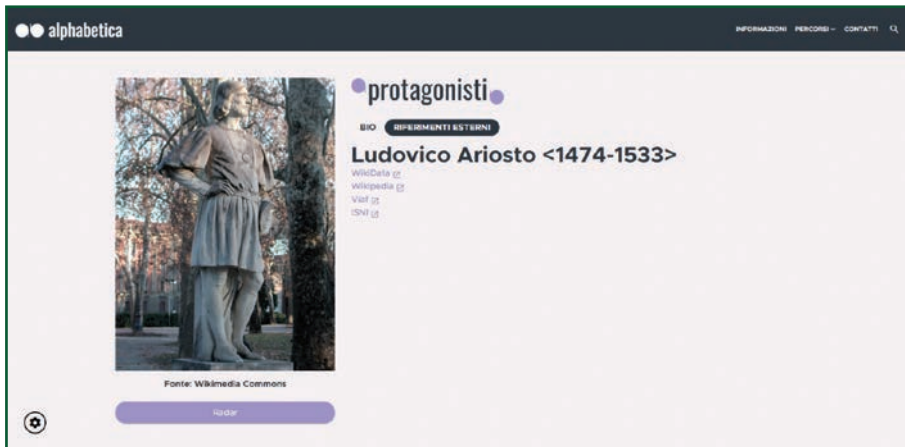 alphabetica
INFORMAZIONI PERCORSI CONTATTI
protagonisti
BIO RIFERIMENTI ESTERNI
Ludovico Ariosto <1474-1533>
WikiData
Wikipedia
Viaf
ISNI
Fonte: Wikimedia Commons
Radar